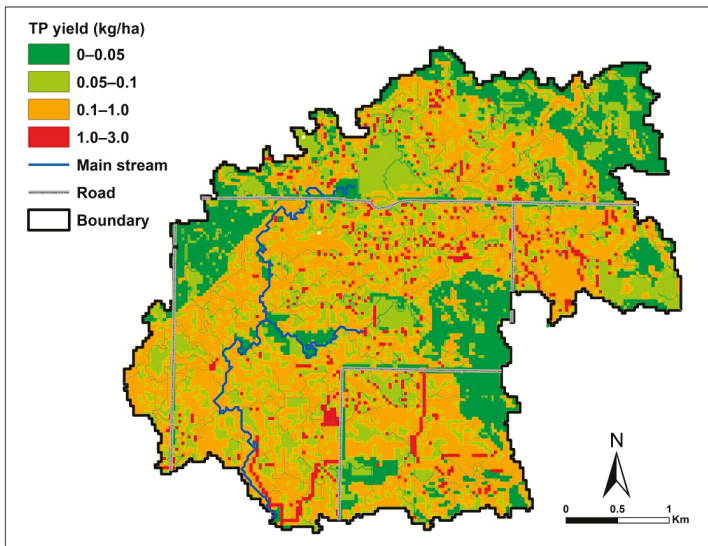 TP yield (kg/ha)
0–0.05
0.05–0.1
0.1–1.0
1.0–3.0
Main stream
Road
Boundary
N
0 0.5 1
Km